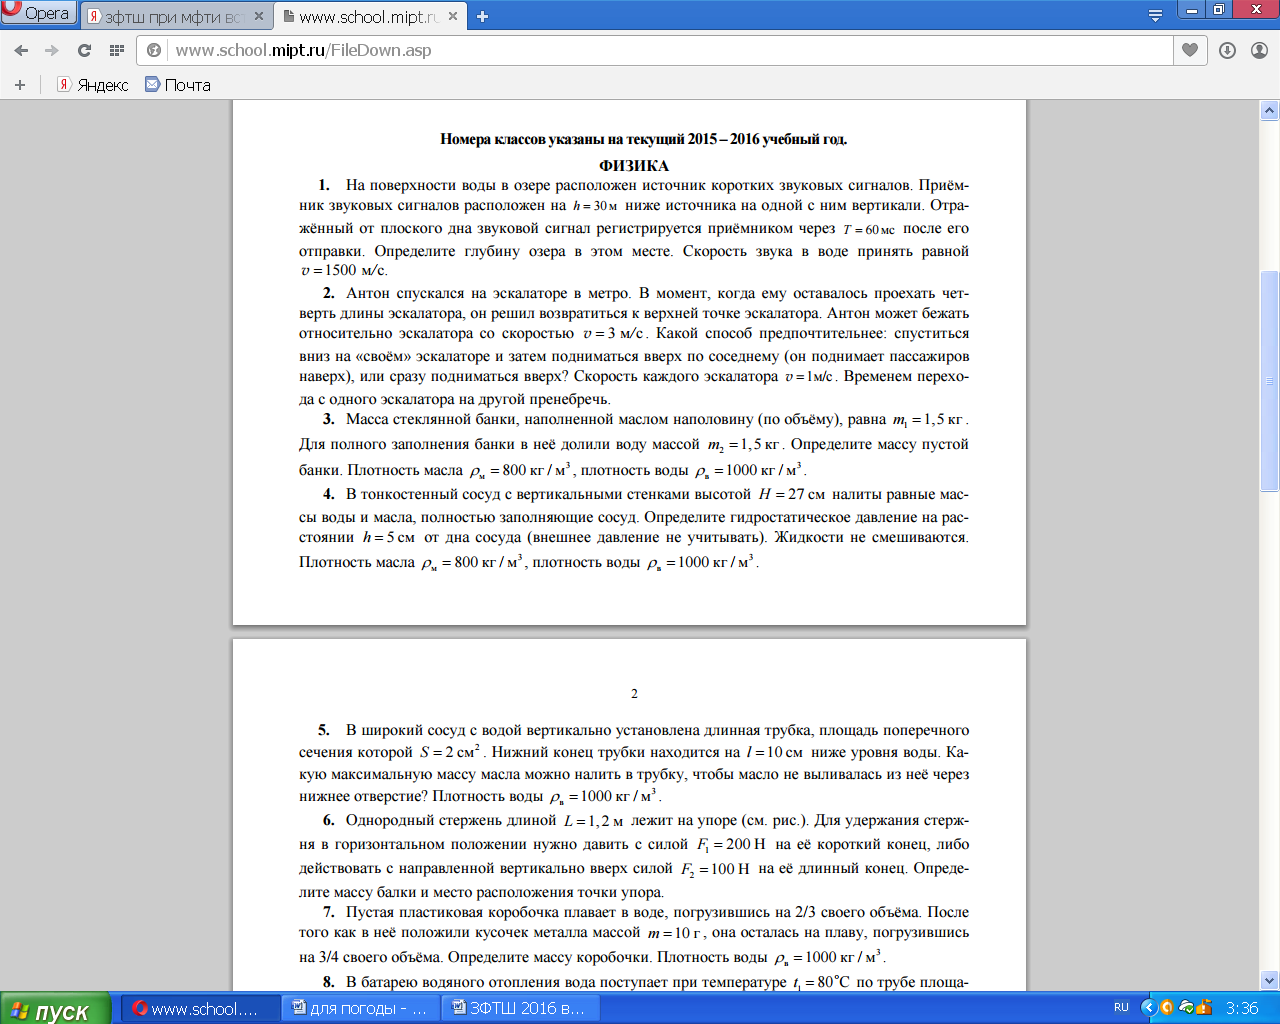 Opera
зфтш при мфти вст
www.school.mipt.ru
www.school.mipt.ru/FileDown.asp
Яндекс
Почта
Номера классов указаны на текущий 2015 – 2016 учебный год.
ФИЗИКА
1. На поверхности воды в озере расположен источник коротких звуковых сигналов. Приём-
ник звуковых сигналов расположен на h = 30 м ниже источника на одной с ним вертикали. Отра-
жённый от плоского дна звуковой сигнал регистрируется приёмником через T = 60 мс после его
отправки. Определите глубину озера в этом месте. Скорость звука в воде принять равной
υ = 1500 м/с.
2. Антон спускался на эскалаторе в метро. В момент, когда ему оставалось проехать чет-
верть длины эскалатора, он решил возвратиться к верхней точке эскалатора. Антон может бежать
относительно эскалатора со скоростью υ = 3 м/с. Какой способ предпочтительнее: спуститься
вниз на «своём» эскалаторе и затем подниматься вверх по соседнему (он поднимает пассажиров
наверх), или сразу подниматься вверх? Скорость каждого эскалатора υ = 1м/с. Временем перехо-
да с одного эскалатора на другой пренебречь.
3. Масса стеклянной банки, наполненной маслом наполовину (по объёму), равна m₁ = 1,5 кг.
Для полного заполнения банки в неё долили воду массой m₂ = 1,5 кг. Определите массу пустой
банки. Плотность масла ρм = 800 кг / м³, плотность воды ρв = 1000 кг / м³.
4. В тонкостенный сосуд с вертикальными стенками высотой H = 27 см налиты равные мас-
сы воды и масла, полностью заполняющие сосуд. Определите гидростатическое давление на рас-
стоянии h = 5 см от дна сосуда (внешнее давление не учитывать). Жидкости не смешиваются.
Плотность масла ρм = 800 кг / м³, плотность воды ρв = 1000 кг / м³.
2
5. В широкий сосуд с водой вертикально установлена длинная трубка, площадь поперечного
сечения которой S = 2 см². Нижний конец трубки находится на l = 10 см ниже уровня воды. Ка-
кую максимальную массу масла можно налить в трубку, чтобы масло не выливалась из неё через
нижнее отверстие? Плотность воды ρв = 1000 кг / м³.
6. Однородный стержень длиной L = 1,2 м лежит на упоре (см. рис.). Для удержания стерж-
ня в горизонтальном положении нужно давить с силой F₁ = 200 Н на её короткий конец, либо
действовать с направленной вертикально вверх силой F₂ = 100 Н на её длинный конец. Опреде-
лите массу балки и место расположения точки упора.
7. Пустая пластиковая коробочка плавает в воде, погрузившись на 2/3 своего объёма. После
того как в неё положили кусочек металла массой m = 10 г, она осталась на плаву, погрузившись
на 3/4 своего объёма. Определите массу коробочки. Плотность воды ρв = 1000 кг / м³.
8. В батарею водяного отопления вода поступает при температуре t₁ = 80°C по трубе площа-
пуск
www.school....
для погоды - ...
ЗФТШ 2016 в...
RU
3:36